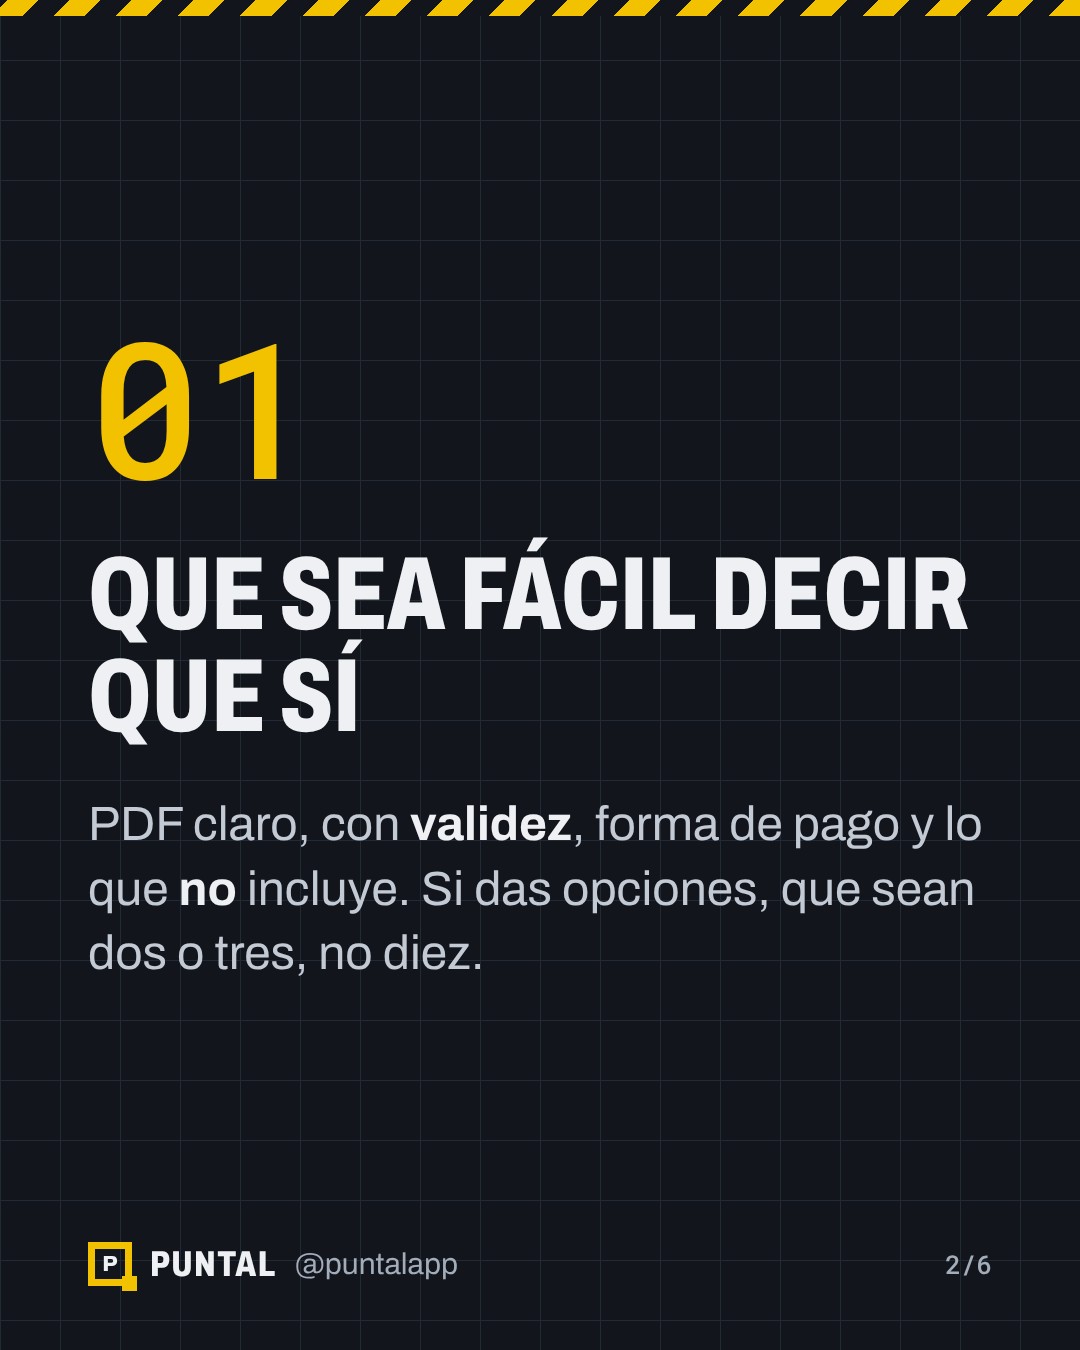 01
QUE SEA FÁCIL DECIR
QUE SÍ
PDF claro, con validez, forma de pago y lo
que no incluye. Si das opciones, que sean
dos o tres, no diez.
P PUNTAL @puntalapp 2/6